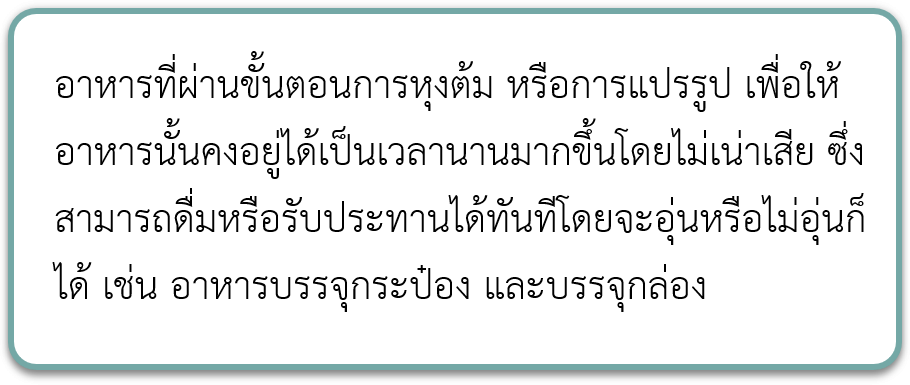 อาหารที่ผ่านขั้นตอนการหุงต้ม หรือการแปรรูป เพื่อให้
อาหารนั้นคงอยู่ได้เป็นเวลานานมากขึ้นโดยไม่เน่าเสีย ซึ่ง
สามารถดื่มหรือรับประทานได้ทันทีโดยจะอุ่นหรือไม่อุ่นก็
ได้ เช่น อาหารบรรจุกระป๋อง และบรรจุกล่อง